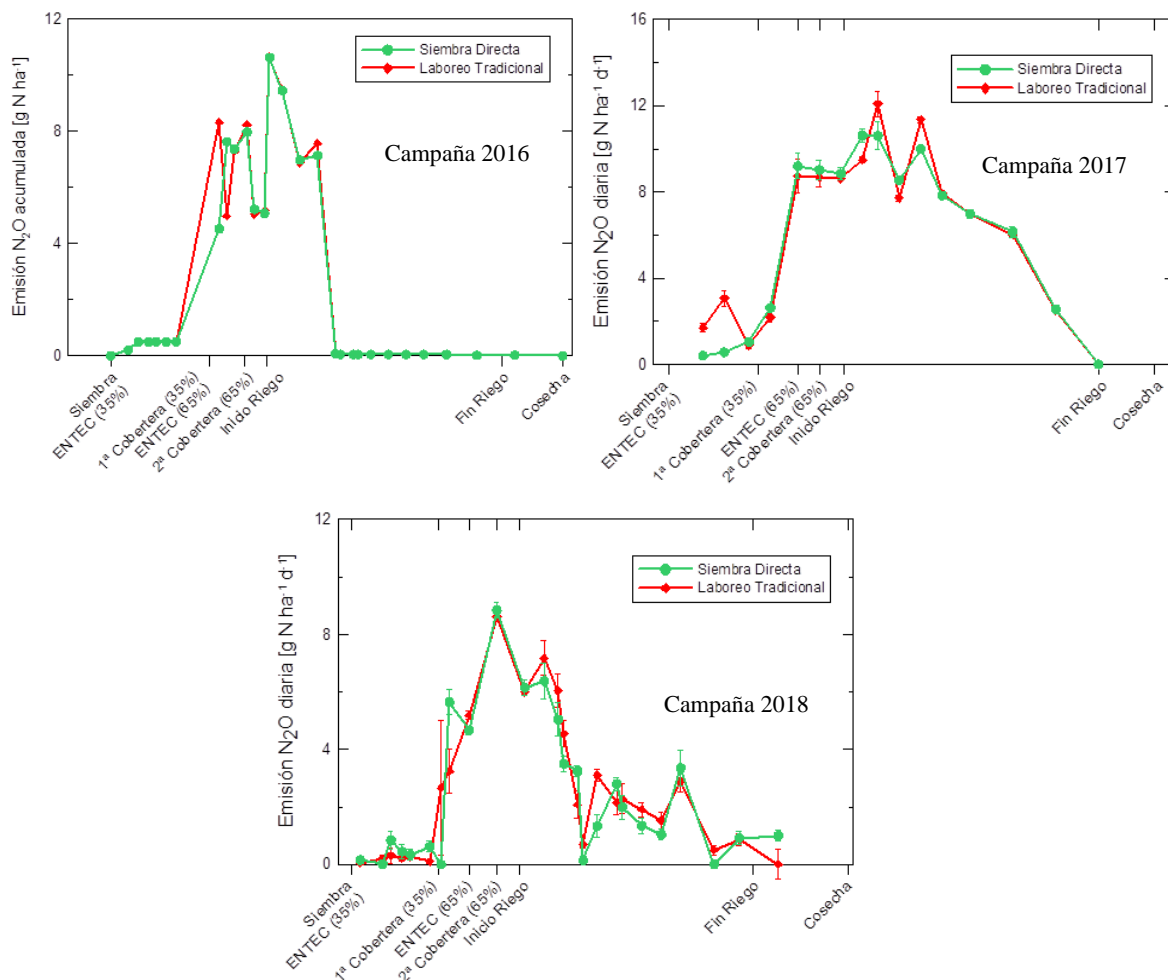 12
8
4
0
Emisión N2O acumulada [g N ha-1]
Siembra Directa
Laboreo Tradicional
Campaña 2016
Siembra
ENTEC (35%)
1ª Cobertera (35%)
ENTEC (65%)
2ª Cobertera (65%)
Inido Riego
Fin Riego
Cosecha
16
12
8
4
0
Emisión N2O diaria [g N ha-1 d-1]
Siembra Directa
Laboreo Tradicional
Campaña 2017
Siembra
ENTEC (35%)
1ª Cobertera (35%)
ENTEC (65%)
2ª Cobertera (65%)
Inicio Riego
Fin Riego
Cosecha
12
8
4
0
Emisión N2O diaria [g N ha-1 d-1]
Siembra Directa
Laboreo Tradicional
Campaña 2018
Siembra
ENTEC (35%)
1ª Cobertera (35%)
ENTEC (65%)
2ª Cobertera (65%)
Inicio Riego
Fin Riego
Cosecha